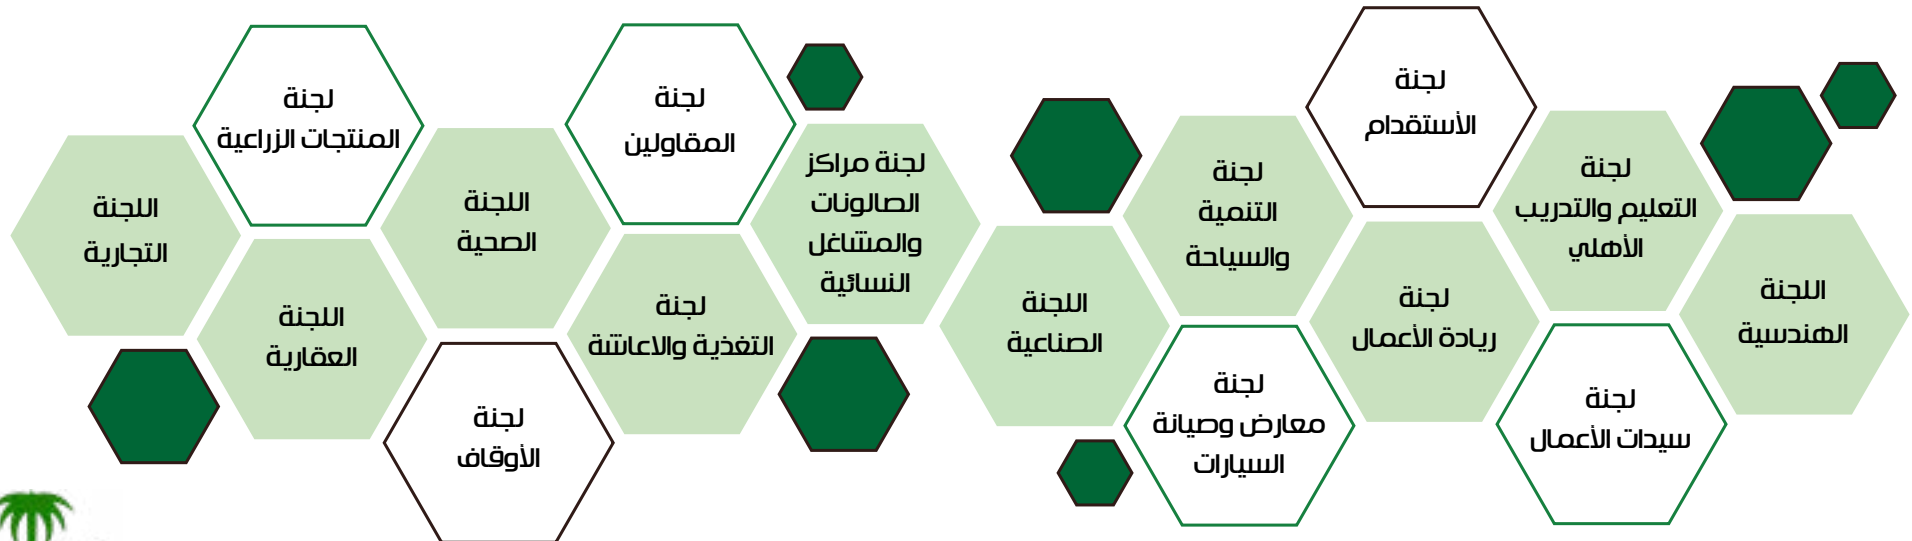 اللجنة
الهندسية
لجنة
التعليم والتدريب
الأهلي
لجنة
سيدات الأعمال
لجنة
الأستقدام
لجنة
ريادة الأعمال
لجنة
التنمية
والسياحة
لجنة
معارض وصيانة
السيارات
اللجنة
الصناعية
لجنة مراكز
الصالونات
والمشاغل
النسائية
لجنة
المقاولين
لجنة
التغذية والاعاشة
اللجنة
الصحية
لجنة
الأوقاف
لجنة
المنتجات الزراعية
اللجنة
العقارية
اللجنة
التجارية